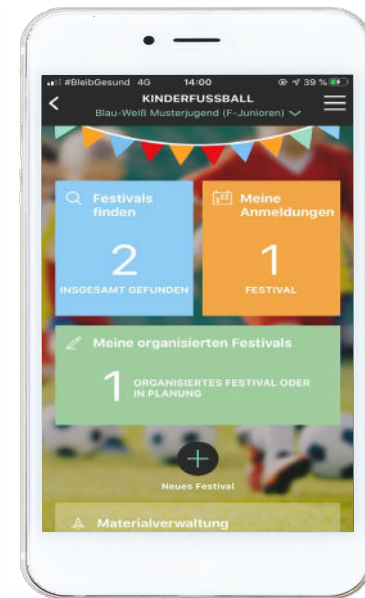 #BleibGesund 4G 14:00 39 %
KINDERFUSSBALL
Blau-Weiß Musterjugend (F-Junioren)
Festivals
finden
2
INSGESAMT GEFUNDEN
Meine
Anmeldungen
1
FESTIVAL
Meine organisierten Festivals
1 ORGANISIERTES FESTIVAL ODER
IN PLANUNG
Neues Festival
Materialverwaltung